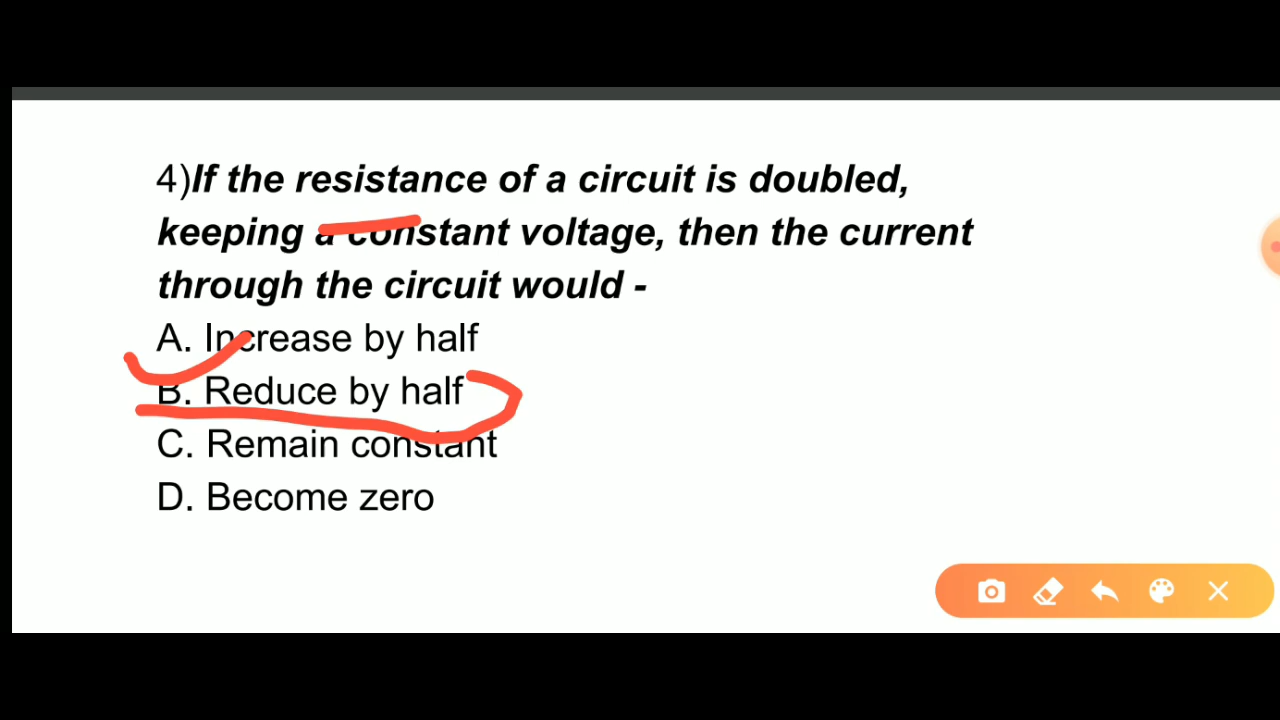 4)If the resistance of a circuit is doubled,
keeping a constant voltage, then the current
through the circuit would -
A. Increase by half
B. Reduce by half
C. Remain constant
D. Become zero